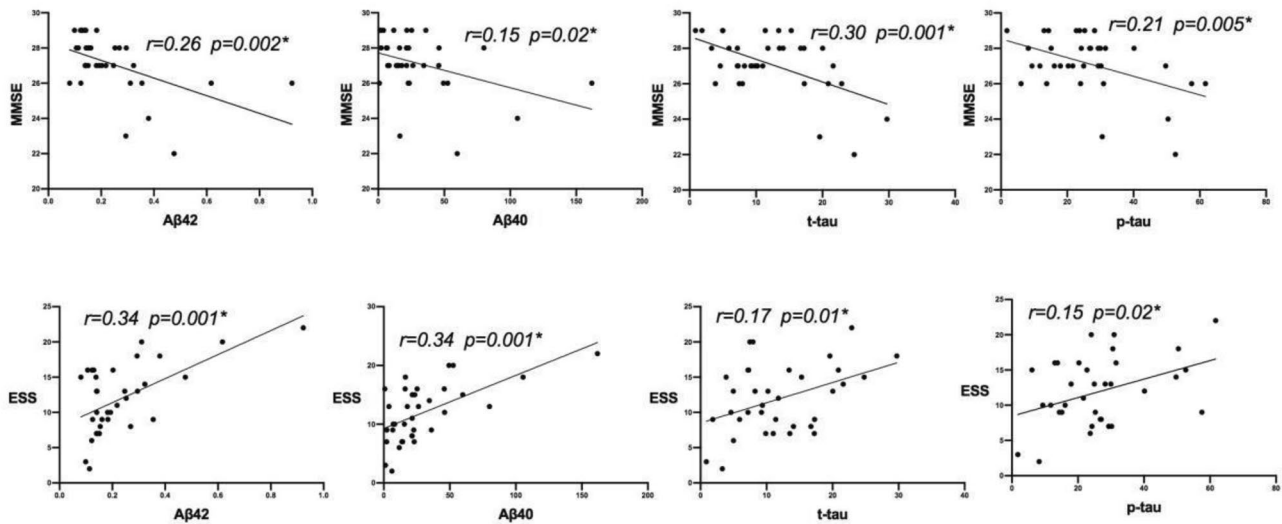 r=0.26 p=0.002*
MMSE
30
28
26
24
22
20
0.0 0.2 0.4 0.6 0.8 1.0
Aβ42
r=0.15 p=0.02*
MMSE
30
28
26
24
22
20
0 50 100 150 200
Aβ40
r=0.30 p=0.001*
MMSE
30
28
26
24
22
20
0 10 20 30 40
t-tau
r=0.21 p=0.005*
MMSE
30
28
26
24
22
20
0 20 40 60 80
p-tau
r=0.34 p=0.001*
ESS
25
20
15
10
5
0
0.0 0.2 0.4 0.6 0.8 1.0
Aβ42
r=0.34 p=0.001*
ESS
30
20
10
0
0 50 100 150 200
Aβ40
r=0.17 p=0.01*
ESS
25
20
15
10
5
0
0 10 20 30 40
t-tau
r=0.15 p=0.02*
ESS
25
20
15
10
5
0
0 20 40 60 80
p-tau